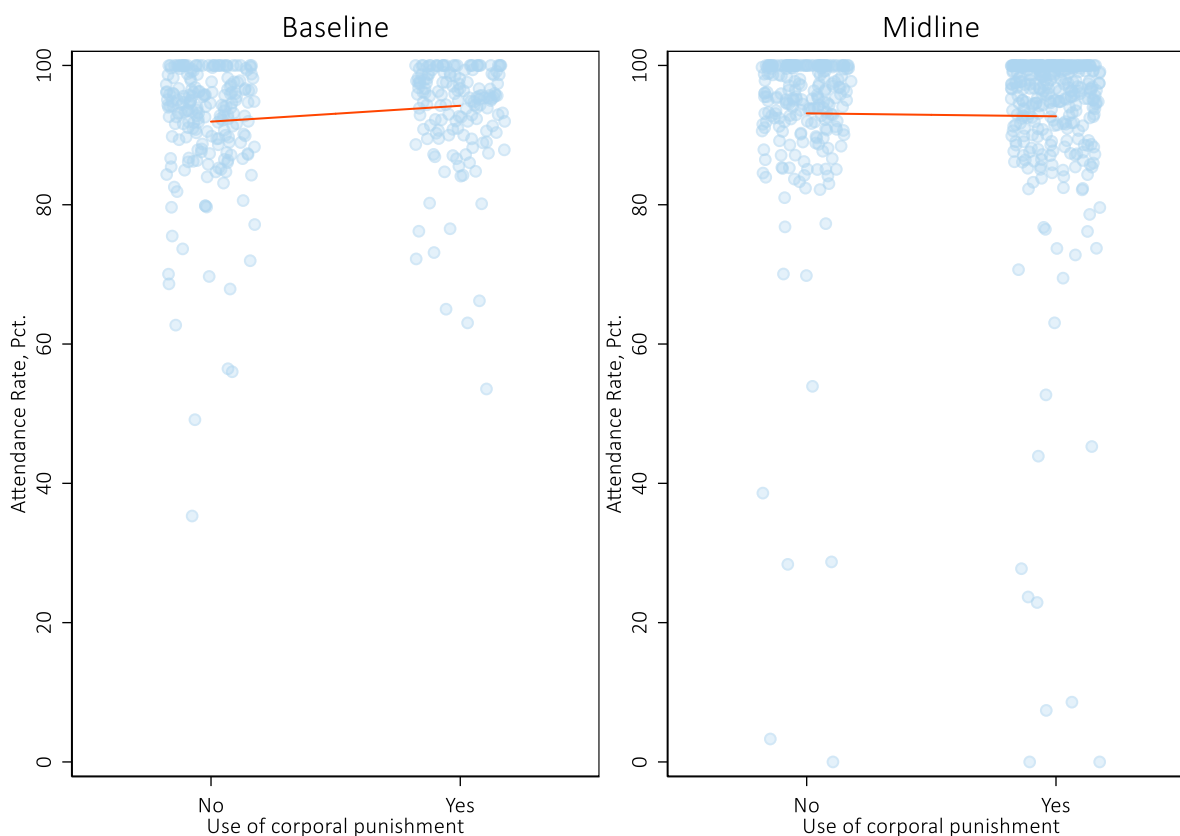 Baseline
Midline
Attendance Rate, Pct.
100
80
60
40
20
0
No
Yes
Use of corporal punishment
Attendance Rate, Pct.
100
80
60
40
20
0
No
Yes
Use of corporal punishment